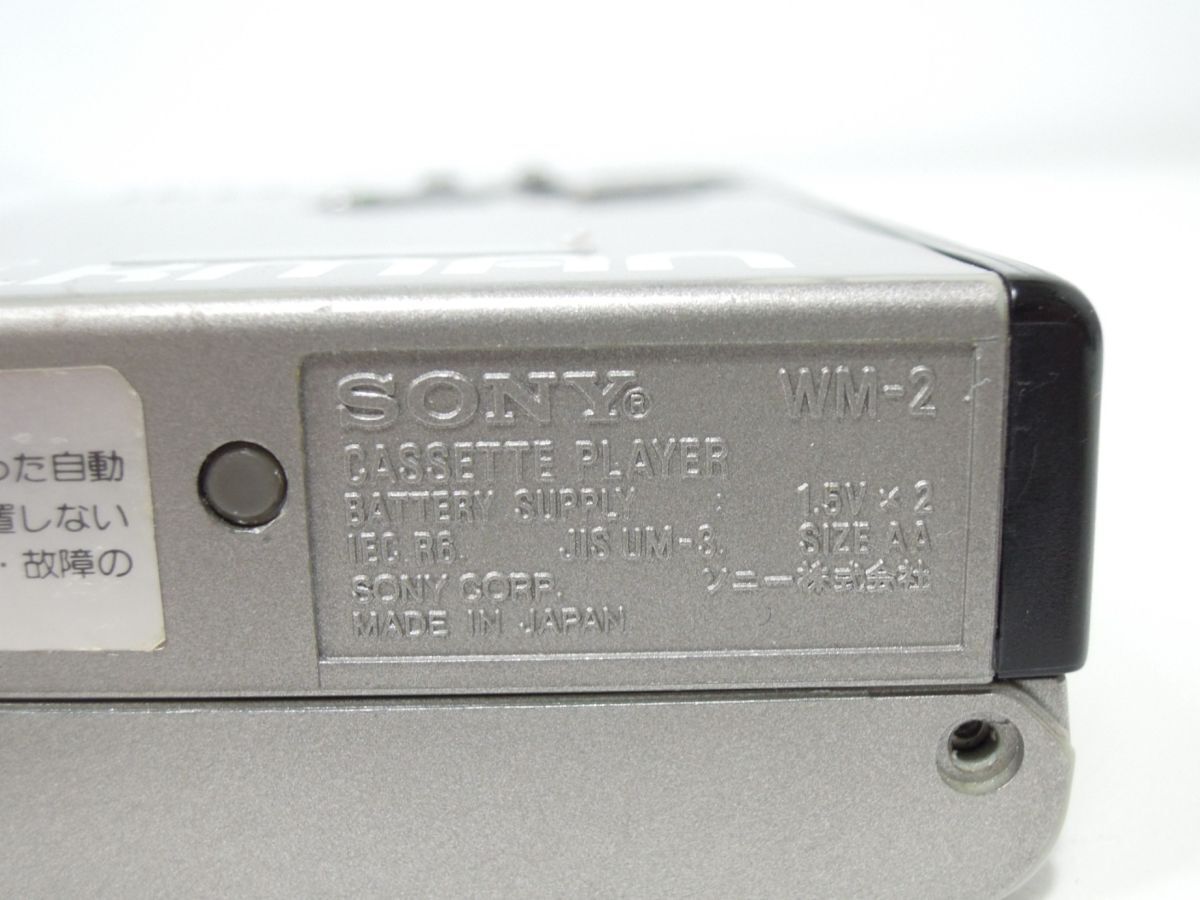 kman
SONY® WM-2
CASSETTE PLAYER
BATTERY SUPPLY : 1.5V × 2
IEC. R6. JIS UM-3. SIZE AA
SONY CORP. ソニー株式会社
MADE IN JAPAN
った自動
置しない
・故障の